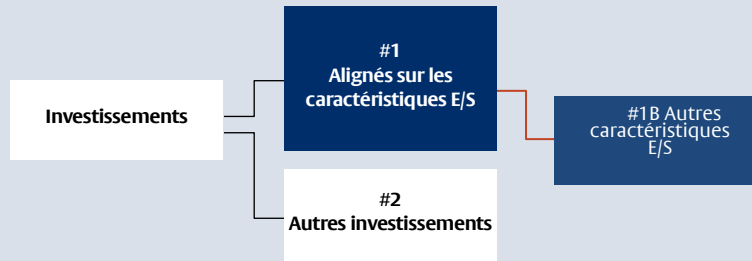 Investissements
#1
Alignés sur les
caractéristiques E/S
#2
Autres investissements
#1B Autres
caractéristiques
E/S